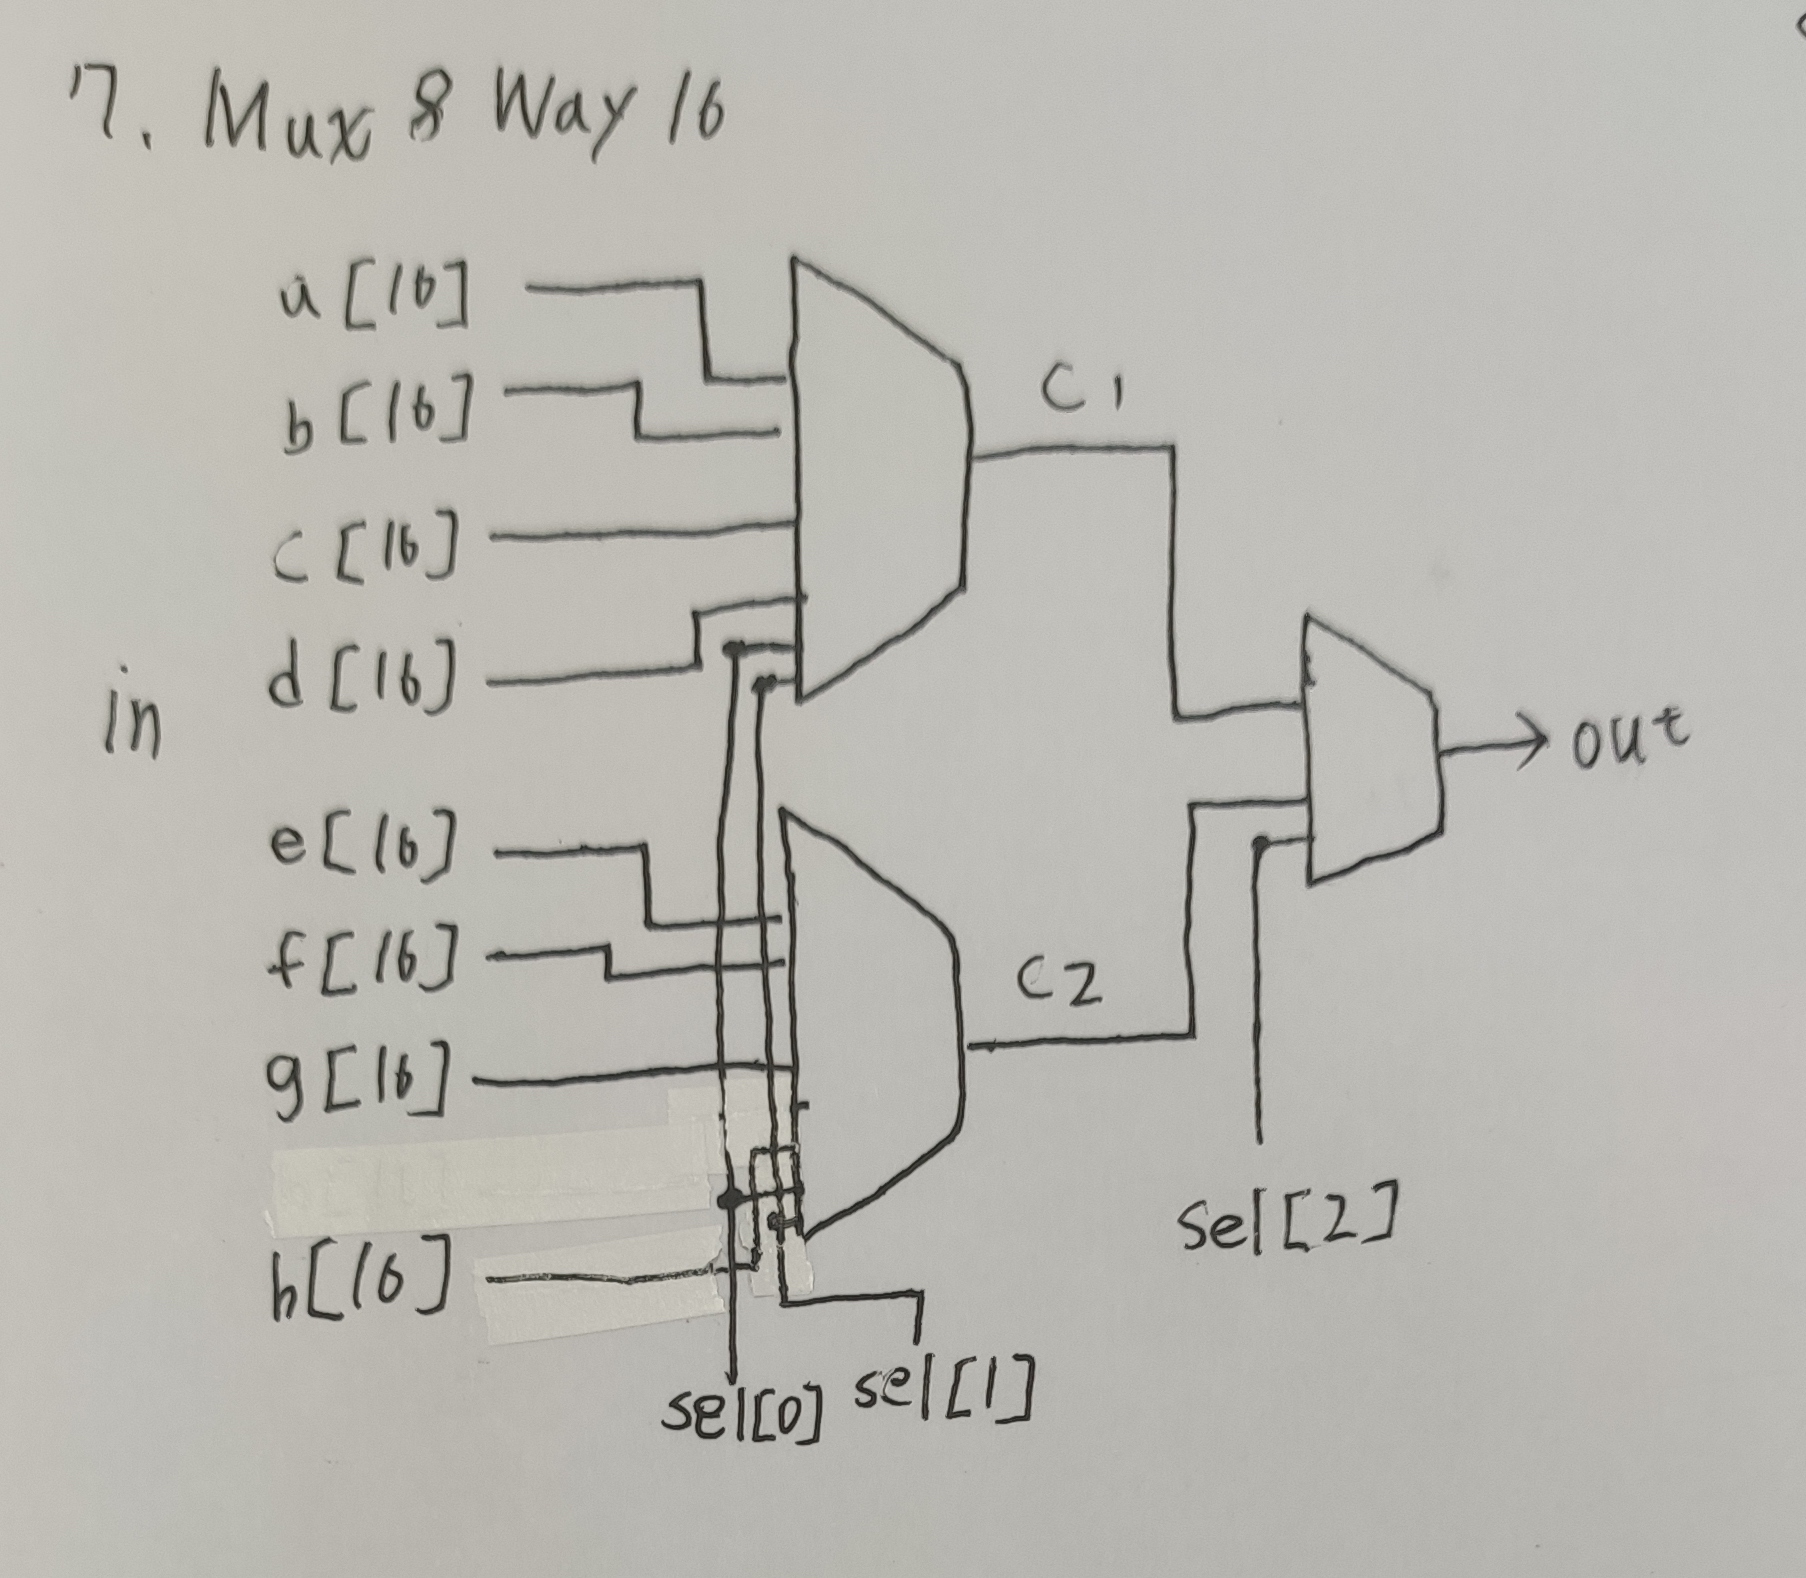 7. Mux 8 Way 16
a[16]
b[16]
c[16]
d[16]
in
e[16]
f[16]
g[16]
h[16]
C1
C2
out
sel[2]
sel[0]
sel[1]